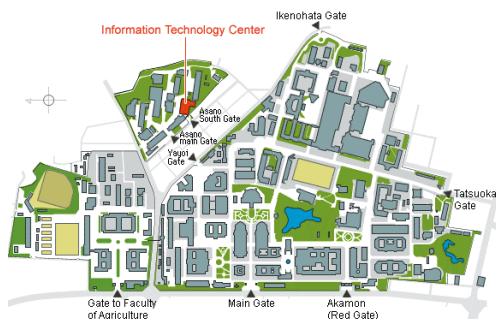 Ikenohata Gate
Information Technology Center
Asano
South Gate
Asano
main Gate
Yayoi
Gate
Tatsuoka
Gate
Gate to Faculty
of Agriculture
Main Gate
Akamon
(Red Gate)